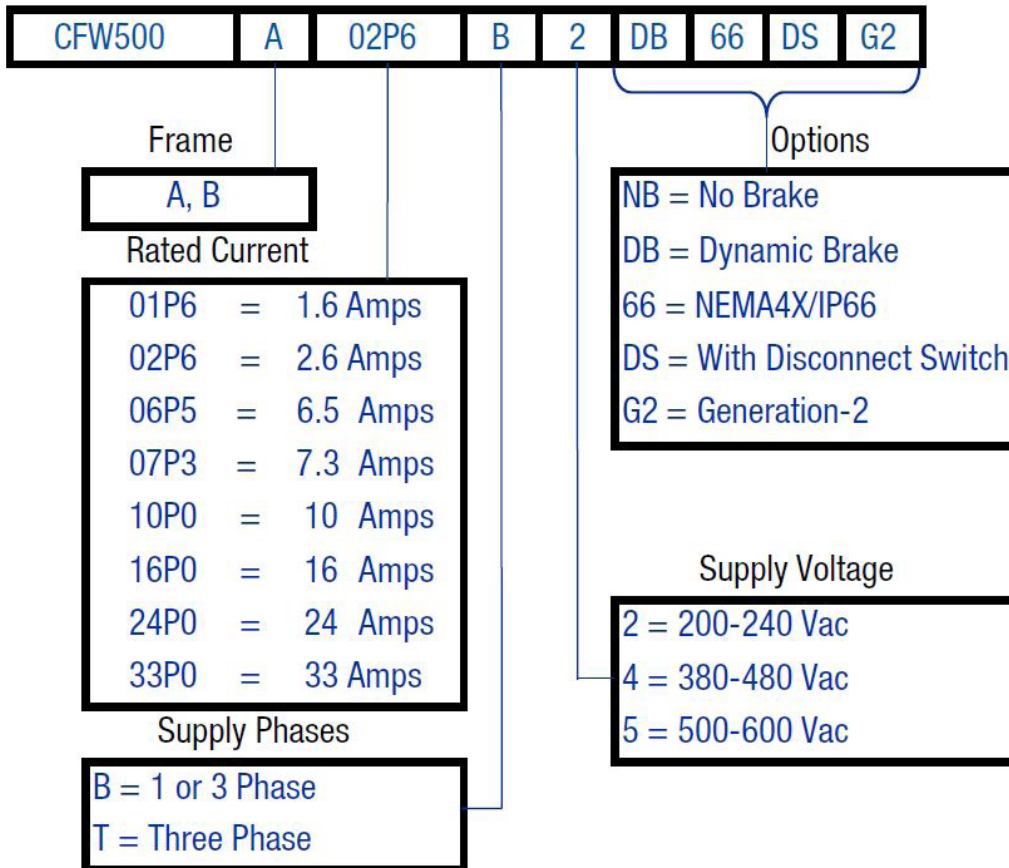 CFW500 A 02P6 B 2 DB 66 DS G2
Frame
A, B
Rated Current
01P6 = 1.6 Amps
02P6 = 2.6 Amps
06P5 = 6.5 Amps
07P3 = 7.3 Amps
10P0 = 10 Amps
16P0 = 16 Amps
24P0 = 24 Amps
33P0 = 33 Amps
Supply Phases
B = 1 or 3 Phase
T = Three Phase
Options
NB = No Brake
DB = Dynamic Brake
66 = NEMA4X/IP66
DS = With Disconnect Switch
G2 = Generation-2
Supply Voltage
2 = 200-240 Vac
4 = 380-480 Vac
5 = 500-600 Vac